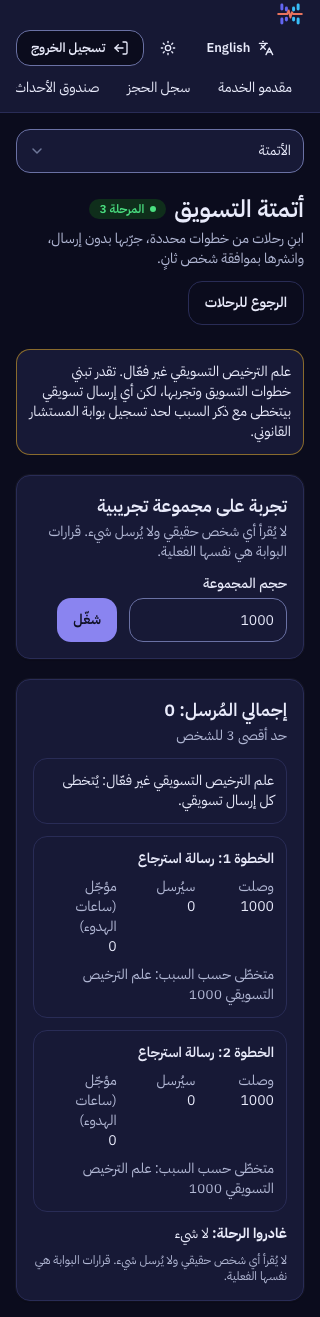 English
تسجيل الخروج
مقدمو الخدمة
سجل الحجز
صندوق الأحداث
الأتمتة
أتمتة التسويق
المرحلة 3
ابنِ رحلات من خطوات محددة، جرّبها بدون إرسال،
وانشرها بموافقة شخص ثانٍ.
الرجوع للرحلات
علم الترخيص التسويقي غير فعّال. تقدر تبني
خطوات التسويق وتجربها، لكن أي إرسال تسويقي
بيتخطى مع ذكر السبب لحد تسجيل بوابة المستشار
القانوني.
تجربة على مجموعة تجريبية
لا يُقرأ أي شخص حقيقي ولا يُرسل شيء. قرارات
البوابة هي نفسها الفعلية.
حجم المجموعة
1000
شغّل
إجمالي المُرسل: 0
حد أقصى 3 للشخص
علم الترخيص التسويقي غير فعّال: يُتخطى
كل إرسال تسويقي.
الخطوة 1: رسالة استرجاع
وصلت
1000
سيُرسل
0
مؤجّل
(ساعات
الهدوء)
0
متخطّى حسب السبب: علم الترخيص
التسويقي 1000
الخطوة 2: رسالة استرجاع
وصلت
1000
سيُرسل
0
مؤجّل
(ساعات
الهدوء)
0
متخطّى حسب السبب: علم الترخيص
التسويقي 1000
غادروا الرحلة: لا شيء
لا يُقرأ أي شخص حقيقي ولا يُرسل شيء. قرارات البوابة هي
نفسها الفعلية.